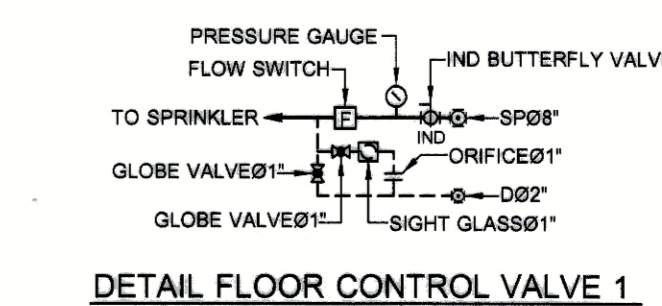 PRESSURE GAUGE
FLOW SWITCH
IND BUTTERFLY VALV
TO SPRINKLER
F
SPØ8"
IND
ORIFICEØ1"
GLOBE VALVEØ1"
DØ2"
GLOBE VALVEØ1"
SIGHT GLASSØ1"
DETAIL FLOOR CONTROL VALVE 1